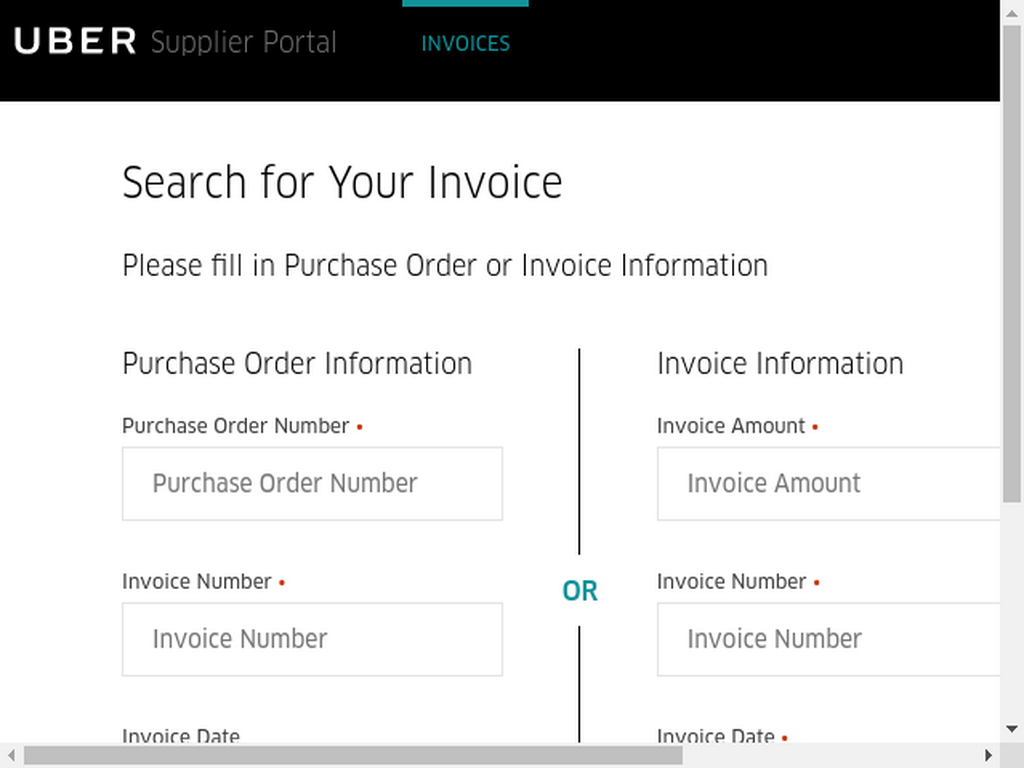 UBER Supplier Portal INVOICES
Search for Your Invoice
Please fill in Purchase Order or Invoice Information
Purchase Order Information
Purchase Order Number •
Purchase Order Number
Invoice Number •
Invoice Number
Invoice Date
OR
Invoice Information
Invoice Amount •
Invoice Amount
Invoice Number •
Invoice Number
Invoice Date •